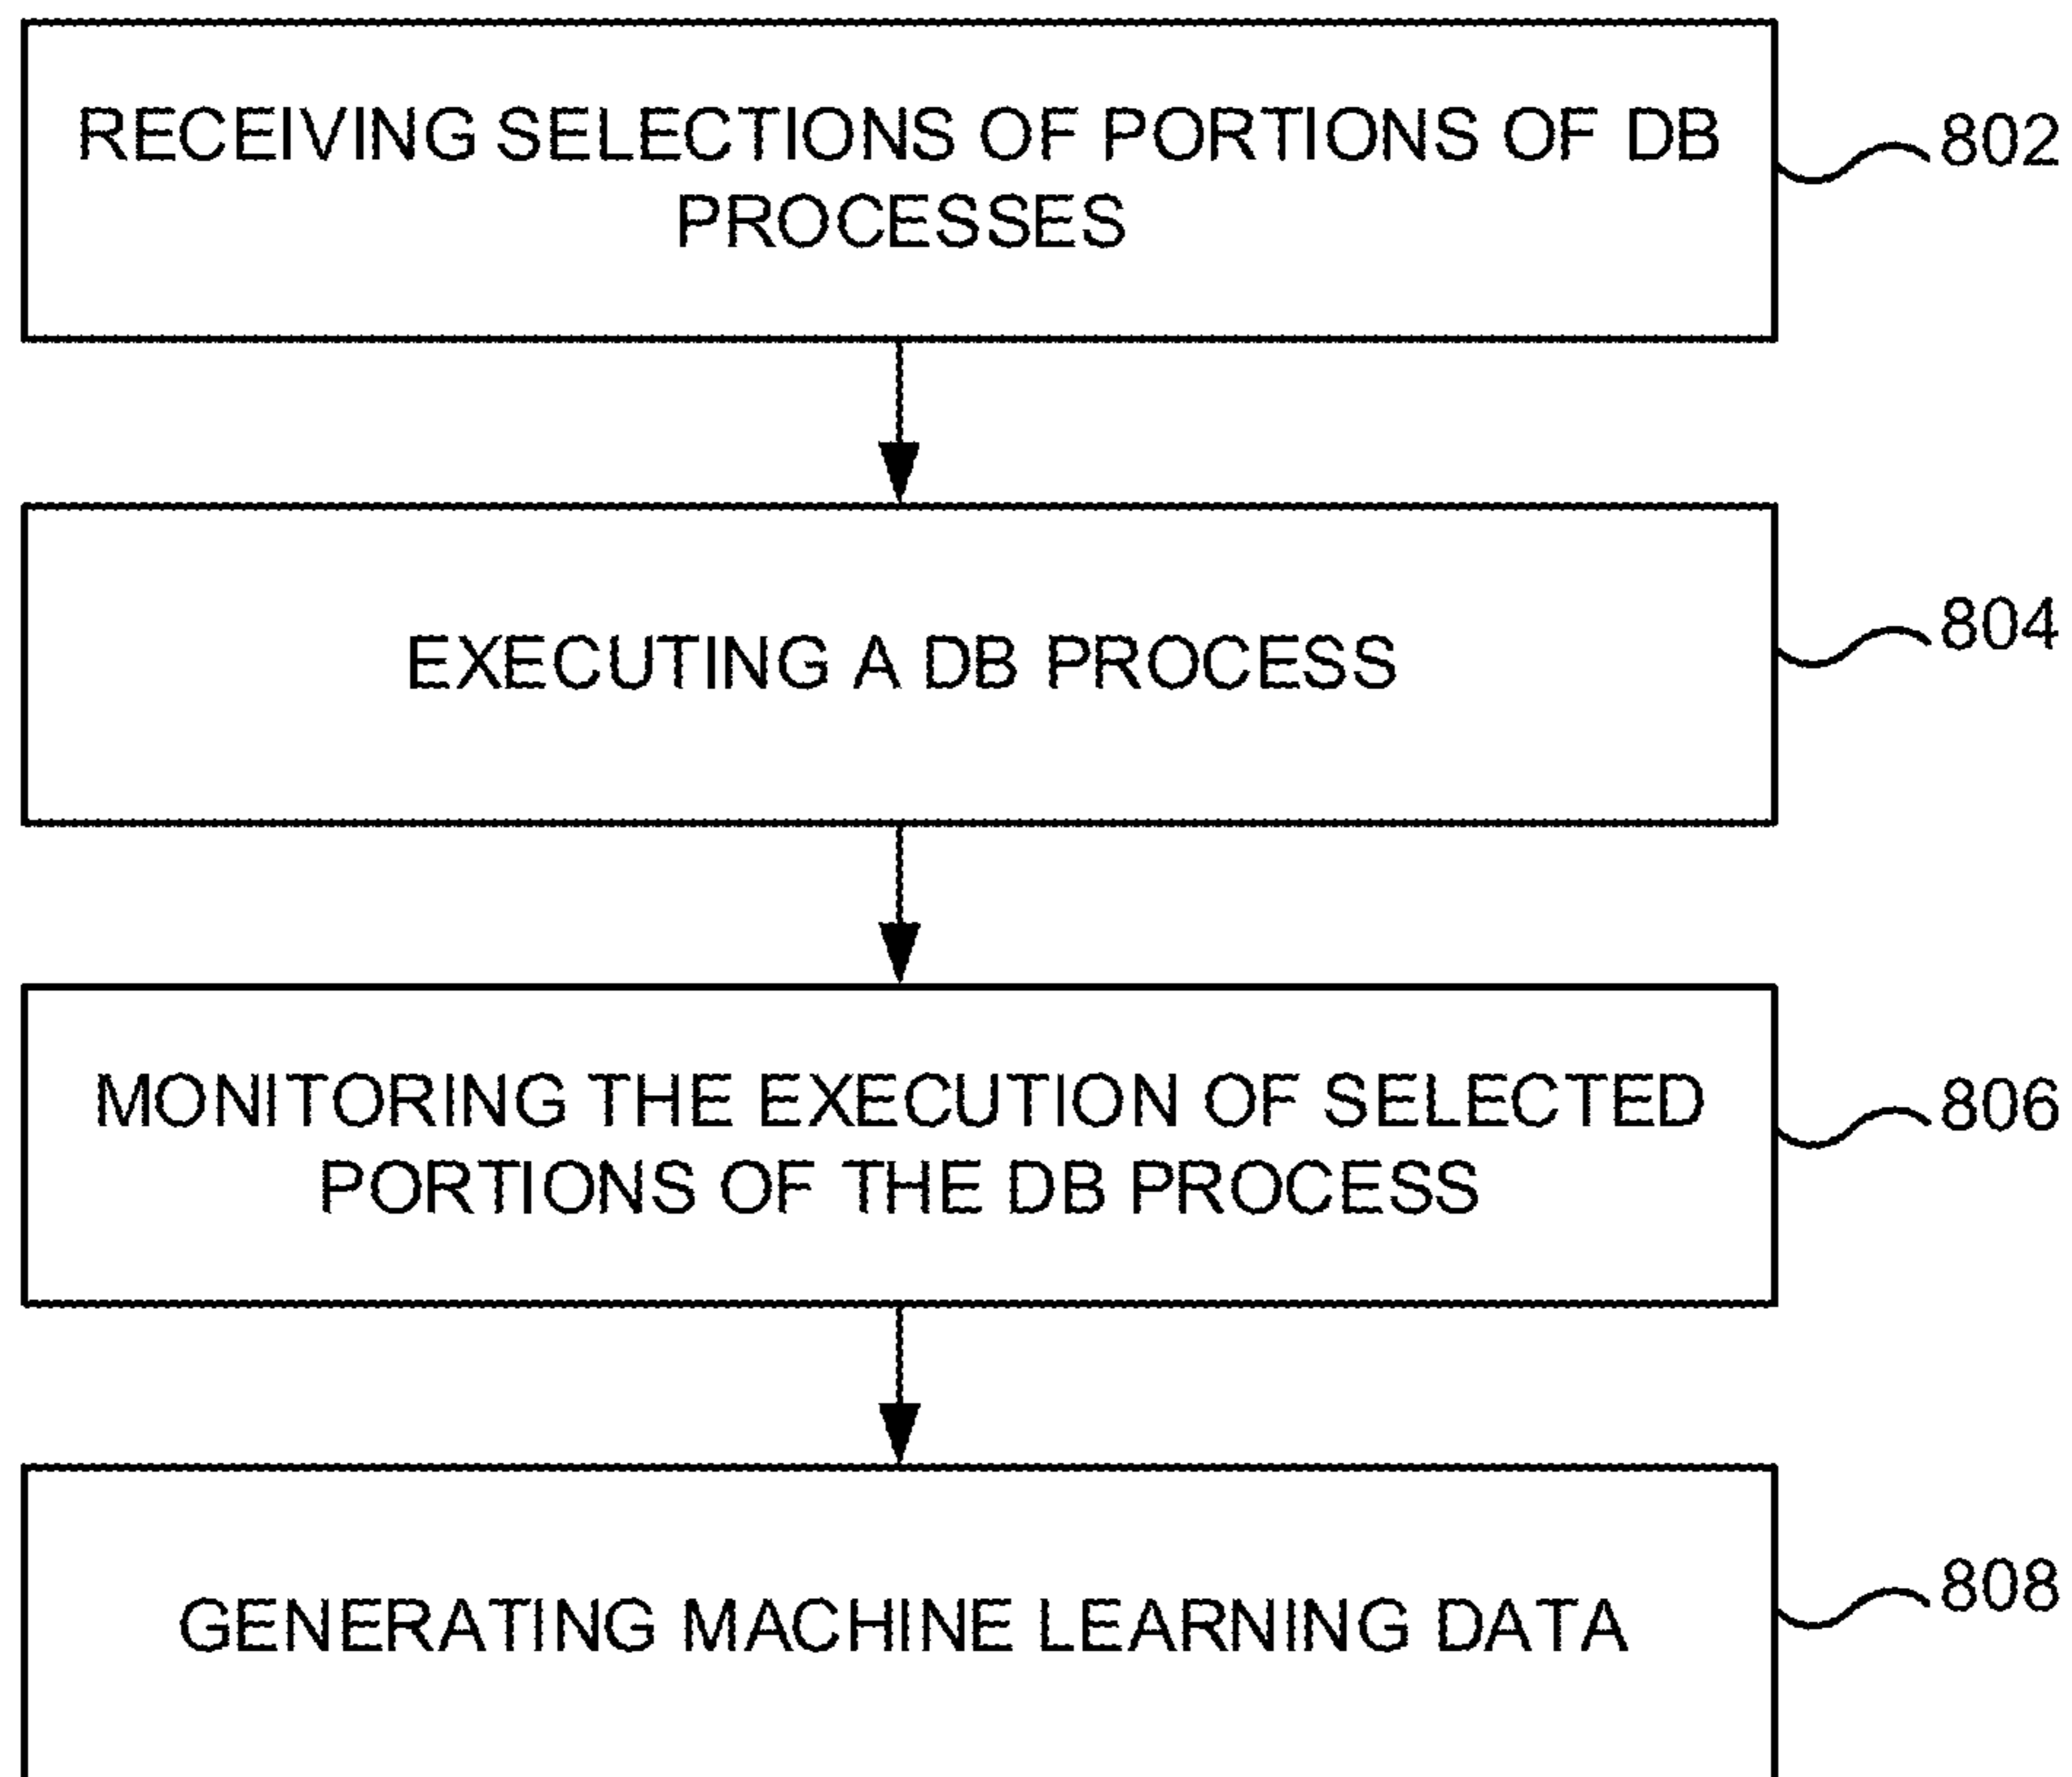 RECEIVING SELECTIONS OF PORTIONS OF DB
PROCESSES
802
EXECUTING A DB PROCESS
804
MONITORING THE EXECUTION OF SELECTED
PORTIONS OF THE DB PROCESS
806
GENERATING MACHINE LEARNING DATA
808